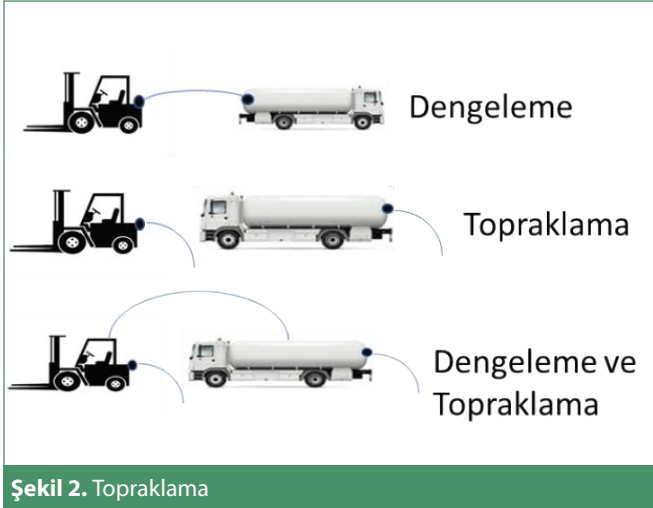 Dengeleme
Topraklama
Dengeleme ve
Topraklama
Şekil 2. Topraklama